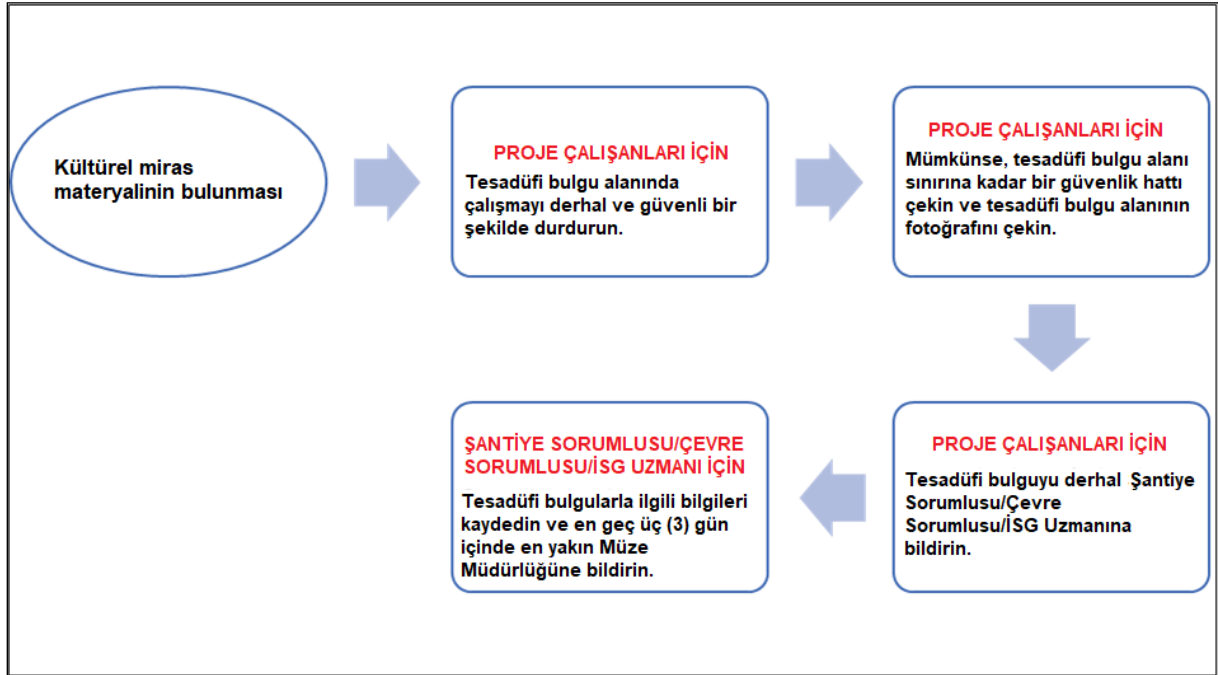 Kültürel miras
materyalinin bulunması
PROJE ÇALIŞANLARI İÇİN
Tesadüfi bulgu alanında
çalışmayı derhal ve güvenli bir
şekilde durdurun.
PROJE ÇALIŞANLARI İÇİN
Mümkünse, tesadüfi bulgu alanı
sınırına kadar bir güvenlik hattı
çekin ve tesadüfi bulgu alanının
fotoğrafını çekin.
PROJE ÇALIŞANLARI İÇİN
Tesadüfi bulguyu derhal Şantiye
Sorumlusu/Çevre
Sorumlusu/İSG Uzmanına
bildirin.
ŞANTİYE SORUMLUSU/ÇEVRE
SORUMLUSU/İSG UZMANI İÇİN
Tesadüfi bulgularla ilgili bilgileri
kaydedin ve en geç üç (3) gün
içinde en yakın Müze
Müdürlüğüne bildirin.